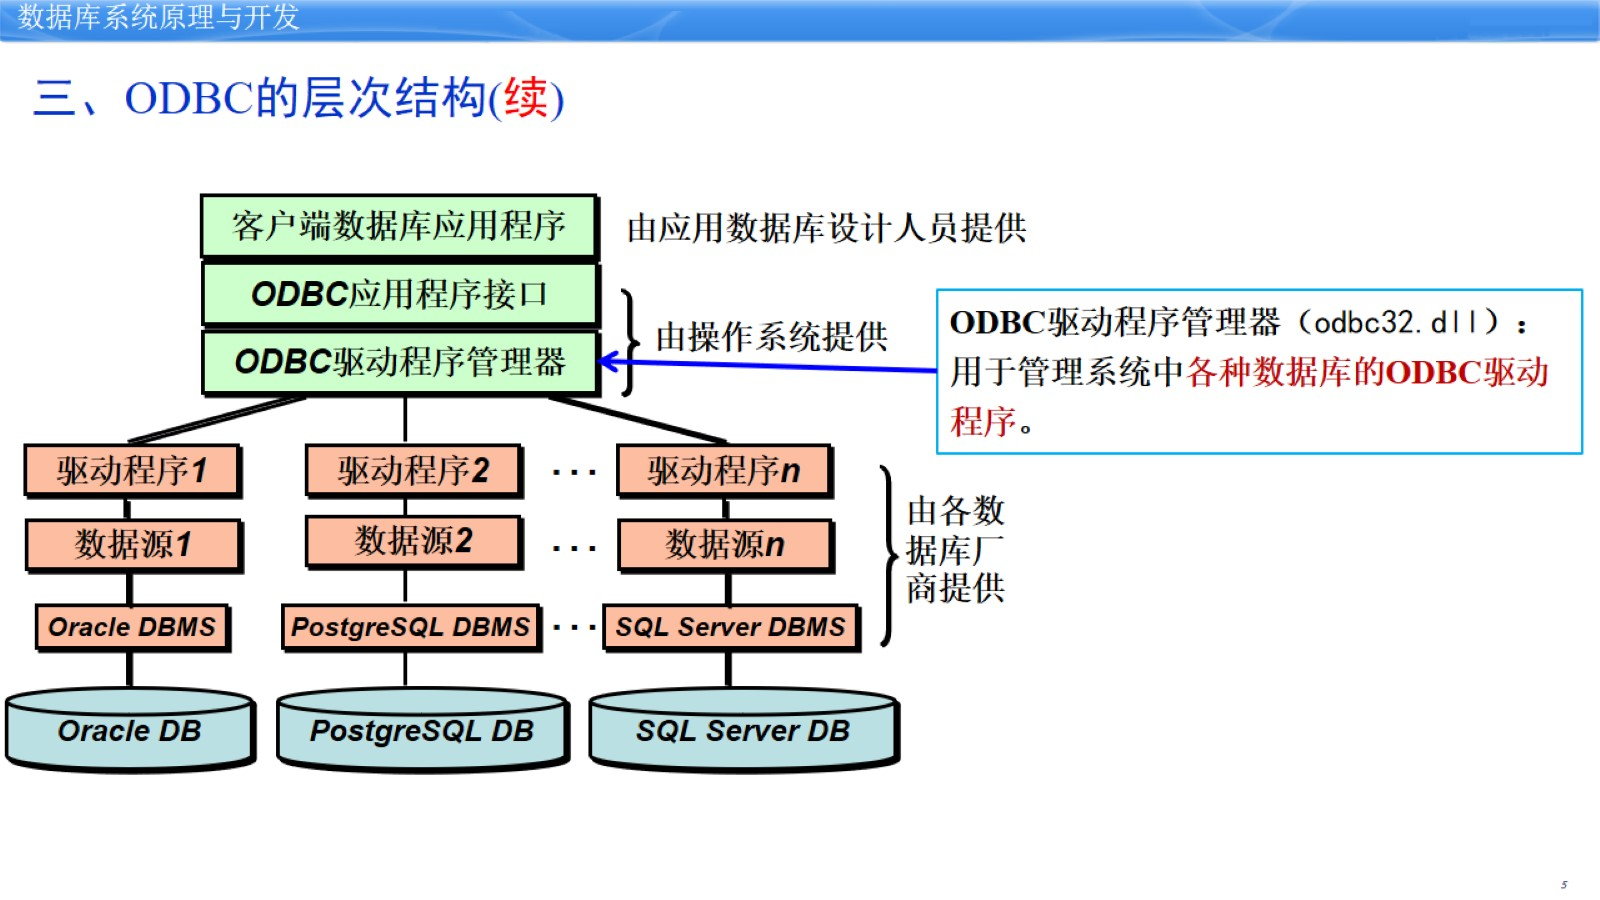 数据库系统原理与开发
三、ODBC的层次结构(续)
客户端数据库应用程序
由应用数据库设计人员提供
ODBC应用程序接口
由操作系统提供
ODBC驱动程序管理器
ODBC驱动程序管理器（odbc32.dll）：
用于管理系统中各种数据库的ODBC驱动
程序。
驱动程序1
驱动程序2
···
驱动程序n
数据源1
数据源2
···
数据源n
由各数
据库厂
商提供
Oracle DBMS
PostgreSQL DBMS
···
SQL Server DBMS
Oracle DB
PostgreSQL DB
SQL Server DB
5